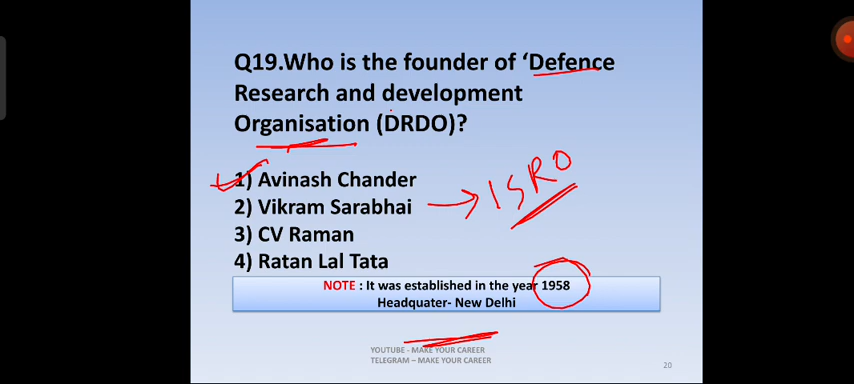 Q19.Who is the founder of ‘Defence
Research and development
Organisation (DRDO)?
1) Avinash Chander
2) Vikram Sarabhai → ISRO
3) CV Raman
4) Ratan Lal Tata
NOTE : It was established in the year 1958
Headquater- New Delhi
YOUTUBE - MAKE YOUR CAREER
TELEGRAM – MAKE YOUR CAREER
20